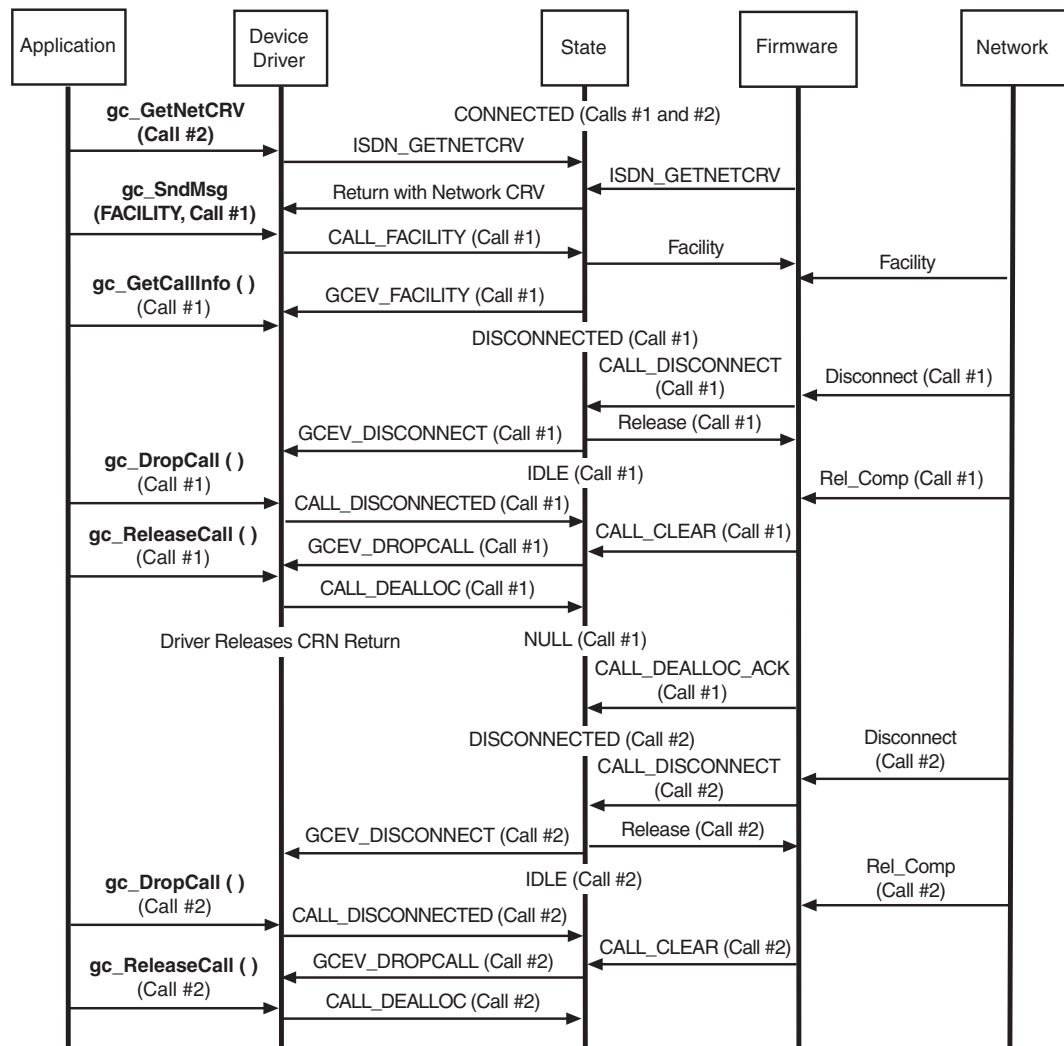 Application
Device
Driver
State
Firmware
Network
gc_GetNetCRV
(Call #2)
CONNECTED (Calls #1 and #2)
ISDN_GETNETCRV
ISDN_GETNETCRV
gc_SndMsg
(FACILITY, Call #1)
Return with Network CRV
CALL_FACILITY (Call #1)
Facility
Facility
gc_GetCallInfo ( )
(Call #1)
GCEV_FACILITY (Call #1)
DISCONNECTED (Call #1)
CALL_DISCONNECT
(Call #1)
Disconnect (Call #1)
Release (Call #1)
GCEV_DISCONNECT (Call #1)
gc_DropCall ( )
(Call #1)
IDLE (Call #1)
Rel_Comp (Call #1)
CALL_DISCONNECTED (Call #1)
gc_ReleaseCall ( )
(Call #1)
CALL_CLEAR (Call #1)
GCEV_DROPCALL (Call #1)
CALL_DEALLOC (Call #1)
Driver Releases CRN Return
NULL (Call #1)
CALL_DEALLOC_ACK
(Call #1)
DISCONNECTED (Call #2)
Disconnect
(Call #2)
CALL_DISCONNECT
(Call #2)
GCEV_DISCONNECT (Call #2)
Release (Call #2)
gc_DropCall ( )
(Call #2)
IDLE (Call #2)
Rel_Comp
(Call #2)
CALL_DISCONNECTED (Call #2)
gc_ReleaseCall ( )
(Call #2)
CALL_CLEAR (Call #2)
GCEV_DROPCALL (Call #2)
CALL_DEALLOC (Call #2)